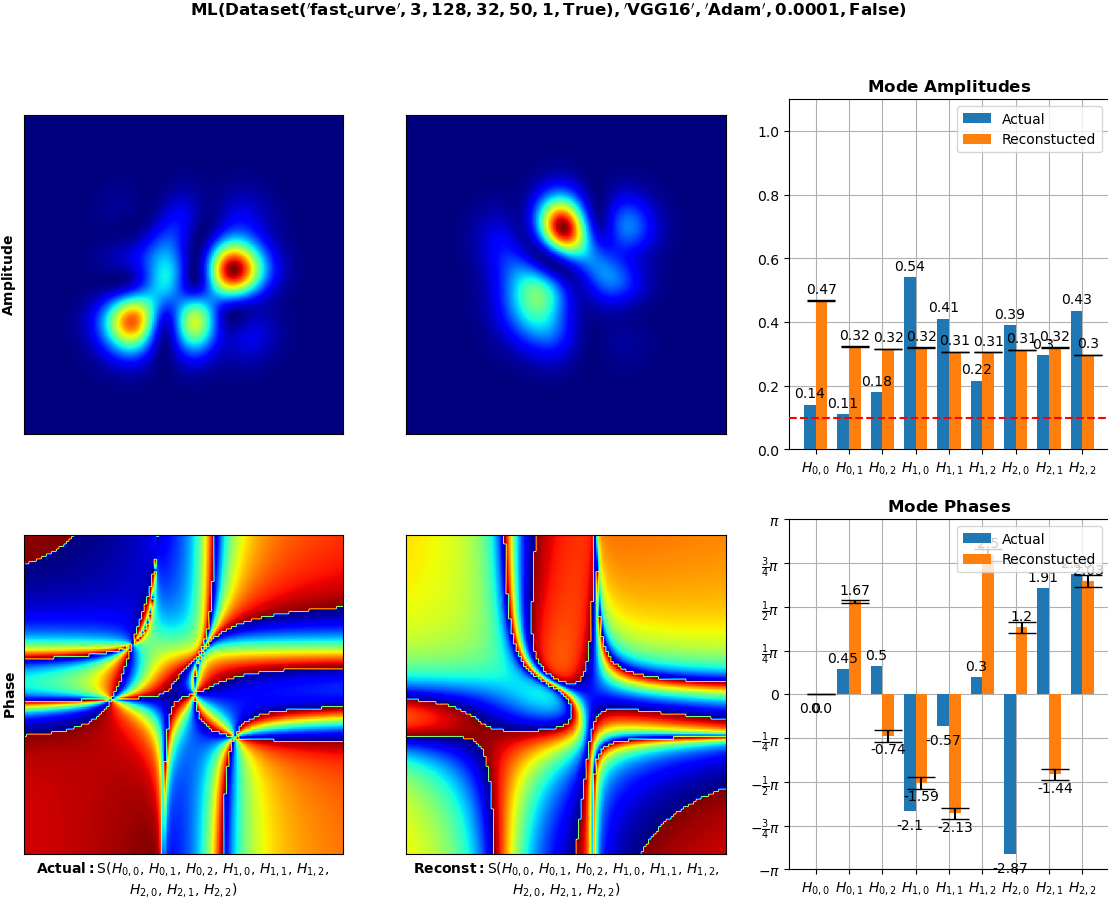 ML(Dataset('fast_curve', 3, 128, 32, 50, 1, True), 'VGG16', 'Adam', 0.0001, False)
Amplitude
Mode Amplitudes
Actual
Reconstucted
1.0
0.8
0.6
0.4
0.2
0.0
0.14 0.47 0.11 0.32 0.18 0.32 0.54 0.32 0.41 0.31 0.22 0.31 0.39 0.31 0.3 0.32 0.43 0.3
H0,0 H0,1 H0,2 H1,0 H1,1 H1,2 H2,0 H2,1 H2,2
Phase
Mode Phases
Actual
Reconstucted
π
3/4π
1/2π
1/4π
0
−1/4π
−1/2π
−3/4π
−π
0.0 0.0 0.45 1.67 0.5 -0.74 -2.1 -1.59 -0.57 -2.13 0.3 -2.87 1.2 1.91 -1.44 2.03
H0,0 H0,1 H0,2 H1,0 H1,1 H1,2 H2,0 H2,1 H2,2
Actual: S(H0,0, H0,1, H0,2, H1,0, H1,1, H1,2,
H2,0, H2,1, H2,2)
Reconst: S(H0,0, H0,1, H0,2, H1,0, H1,1, H1,2,
H2,0, H2,1, H2,2)